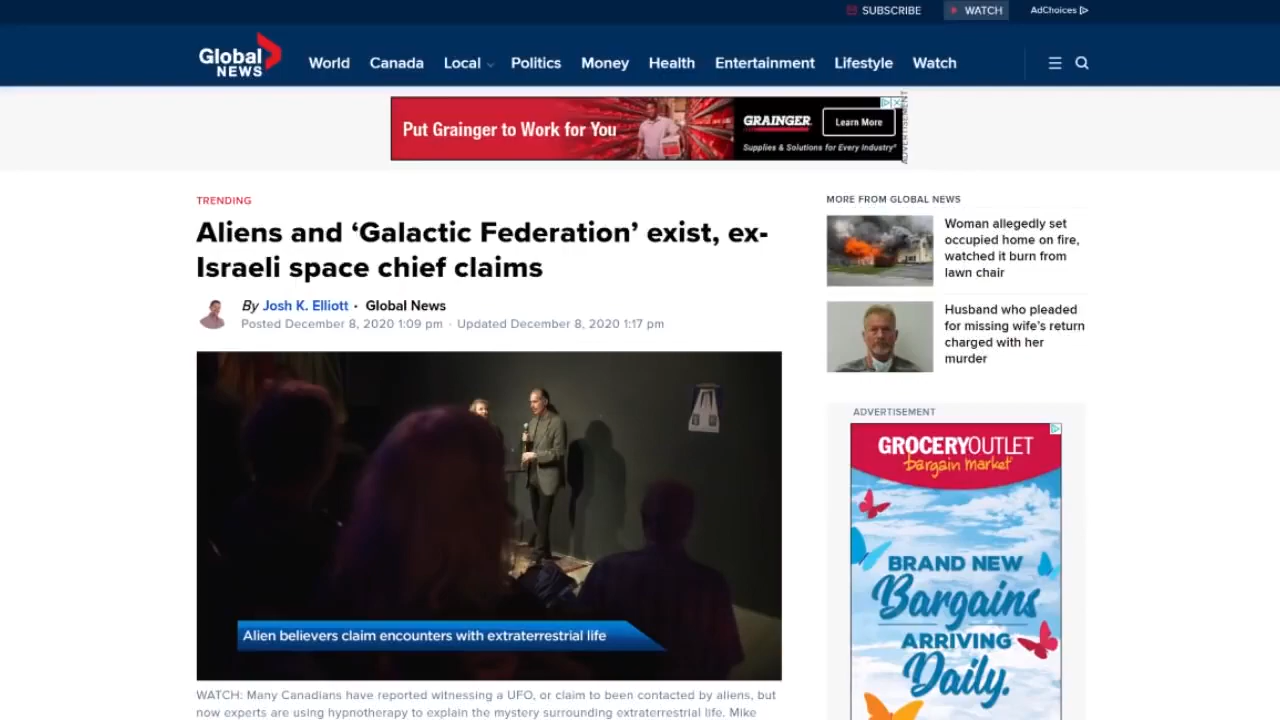 SUBSCRIBE
WATCH
AdChoices
Global
NEWS
World
Canada
Local
Politics
Money
Health
Entertainment
Lifestyle
Watch
Put Grainger to Work for You
GRAINGER
Learn More
Supplies & Solutions for Every Industry
ADVERTISEMENT
TRENDING
Aliens and ‘Galactic Federation’ exist, ex-
Israeli space chief claims
By Josh K. Elliott · Global News
Posted December 8, 2020 1:09 pm · Updated December 8, 2020 1:17 pm
Alien believers claim encounters with extraterrestrial life
WATCH: Many Canadians have reported witnessing a UFO, or claim to been contacted by aliens, but
now experts are using hypnotherapy to explain the mystery surrounding extraterrestrial life. Mike
MORE FROM GLOBAL NEWS
Woman allegedly set
occupied home on fire,
watched it burn from
lawn chair
Husband who pleaded
for missing wife’s return
charged with her
murder
ADVERTISEMENT
GROCERY OUTLET
bargain market
BRAND NEW
Bargains
ARRIVING
Daily.